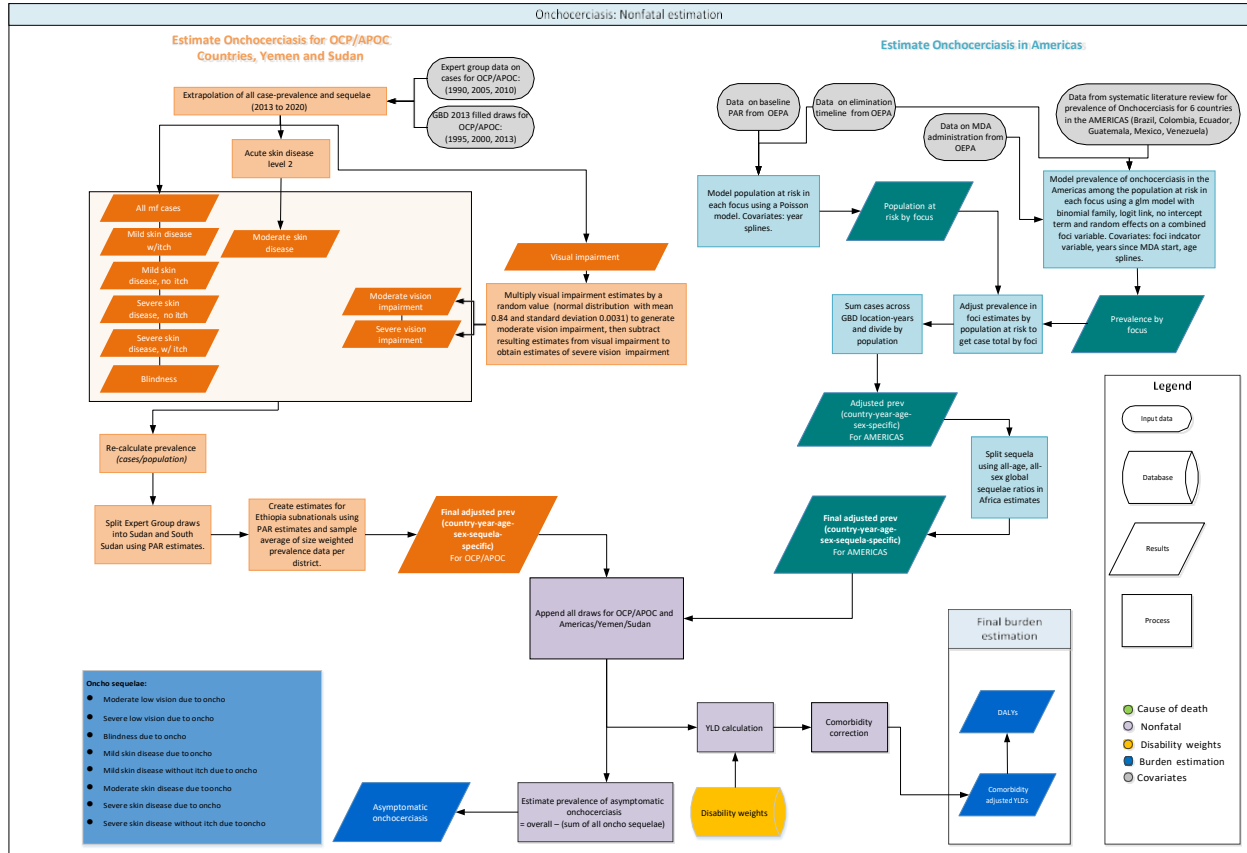 Onchocerciasis: Nonfatal estimation
Estimate Onchocerciasis for OCP/APOC
Countries, Yemen and Sudan
Expert group data on
cases for OCP/APOC:
(1990, 2005, 2010)
Extrapolation of all case-prevalence and sequelae
(2013 to 2020)
GBD 2013 filled draws for
OCP/APOC:
(1995, 2000, 2013)
Acute skin disease
level 2
All mf cases
Mild skin disease
w/itch
Mild skin
disease, no itch
Severe skin
disease, no itch
Severe skin
disease, w/ itch
Blindness
Moderate skin
disease
Visual impairment
Moderate vision
impairment
Severe vision
impairment
Multiply visual impairment estimates by a
random value (normal distribution with mean
0.84 and standard deviation 0.0031) to generate
moderate vision impairment, then subtract
resulting estimates from visual impairment to
obtain estimates of severe vision impairment
Re-calculate prevalence
(cases/population)
Split Expert Group draws
into Sudan and South
Sudan using PAR estimates.
Create estimates for
Ethiopia subnationals using
PAR estimates and sample
average of size weighted
prevalence data per
district.
Final adjusted prev
(country-year-age-
sex-sequela-
specific)
For OCP/APOC
Estimate Onchocerciasis in Americas
Data on baseline
PAR from OEPA
Data on elimination
timeline from OEPA
Data on MDA
administration from
OEPA
Data from systematic literature review for
prevalence of Onchocerciasis for 6 countries
in the AMERICAS (Brazil, Colombia, Ecuador,
Guatemala, Mexico, Venezuela)
Model population at risk
in each focus using a Poisson
model. Covariates: year
splines.
Population at
risk by focus
Model prevalence of onchocerciasis in the
Americas among the population at risk
in each focus using a glm model with
binomial family, logit link, no intercept
term and random effects on a combined
foci variable. Covariates: foci indcator
variable, years since MDA start, age
splines.
Sum cases across
GBD location-years
and divide by
population
Adjust prevalence in
foci estimates by
population at risk to
get case total by foci
Prevalence by
focus
Adjusted prev
(country-year-age-
sex-specific)
For AMERICAS
Split sequela
using all-age, all-
sex global
sequelae ratios in
Africa estimates
Final adjusted prev
(country-year-age-
sex-sequela-specific)
For AMERICAS
Append all draws for OCP/APOC and
Americas/Yemen/Sudan
YLD calculation
Comorbidity
correction
Final burden
estimation
DALYs
Comorbidity
adjusted YLDs
Disability weights
Estimate prevalence of asymptomatic
onchocerciasis
= overall – (sum of all oncho sequelae)
Asymptomatic
onchocerciasis
Oncho sequelae:
● Moderate low vision due to oncho
● Severe low vision due to oncho
● Blindness due to oncho
● Mild skin disease due to oncho
● Mild skin disease without itch due to oncho
● Moderate skin disease due to oncho
● Severe skin disease due to oncho
● Severe skin disease without itch due to oncho
Legend
Input data
Database
Results
Process
Cause of death
Nonfatal
Disability weights
Burden estimation
Covariates